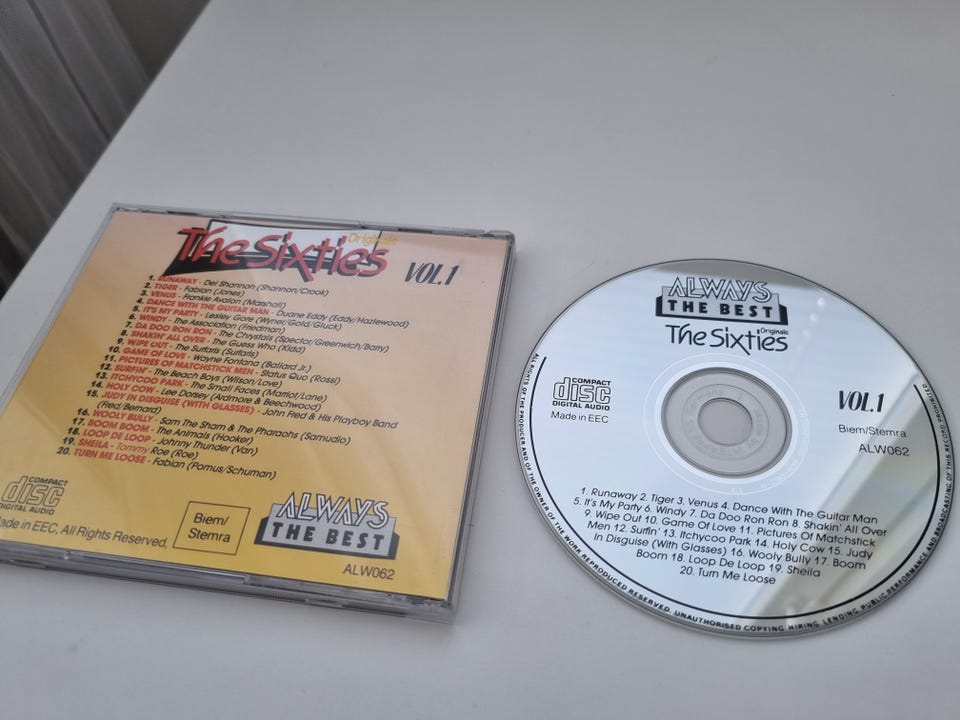 The Sixties
Originals
VOL.1
1. RUNAWAY - Del Shannon (Shannon/Crook)
2. TIGER - Fabian (Jones)
3. VENUS - Frankie Avalon (Marshall)
4. DANCE WITH THE GUITAR MAN - Duane Eddy (Eddy/Hazlewood)
5. IT'S MY PARTY - Lesley Gore (Wyner/Gold/Gluck)
6. WINDY - The Association (Friedman)
7. DA DOO RON RON - The Chrystals (Spector/Greenwich/Barry)
8. SHAKIN' ALL OVER - The Guess Who (Kidd)
9. WIPE OUT - The Surfaris (Surfaris)
10. GAME OF LOVE - Wayne Fontana (Ballard Jr.)
11. PICTURES OF MATCHSTICK MEN - Status Quo (Rossi)
12. SURFIN' - The Beach Boys (Wilson/Love)
13. ITCHYCOO PARK - The Small Faces (Marriot/Lane)
14. HOLY COW - Lee Dorsey (Ardmore & Beechwood)
15. JUDY IN DISGUISE (WITH GLASSES) - John Fred & His Playboy Band
(Fred/Bernard)
16. WOOLY BULLY - Sam The Sham & The Pharaohs (Samudio)
17. BOOM BOOM - The Animals (Hooker)
18. LOOP DE LOOP - Johnny Thunder (Van)
19. SHEILA - Tommy Roe (Roe)
20. TURN ME LOOSE - Fabian (Pomus/Schuman)
COMPACT
disc
DIGITAL AUDIO
Made in EEC, All Rights Reserved,
Biem/
Stemra
ALWAYS
THE BEST
ALW062
ALWAYS
THE BEST
Originals
The Sixties
COMPACT
disc
DIGITAL AUDIO
Made in EEC
VOL.1
Biem/Stemra
ALW062
1. Runaway 2. Tiger 3. Venus 4. Dance With The Guitar Man
5. It's My Party 6. Windy 7. Da Doo Ron Ron 8. Shakin' All Over
9. Wipe Out 10. Game Of Love 11. Pictures Of Matchstick
Men 12. Surfin' 13. Itchycoo Park 14. Holy Cow 15. Judy
In Disguise (With Glasses) 16. Wooly Bully 17. Boom
Boom 18. Loop De Loop 19. Sheila
20. Turn Me Loose
ALL RIGHTS OF THE PRODUCER AND OF THE OWNER OF THE WORK REPRODUCED RESERVED. UNAUTHORISED COPYING, HIRING, LENDING, PUBLIC PERFORMANCE AND BROADCASTING OF THIS RECORD PROHIBITED